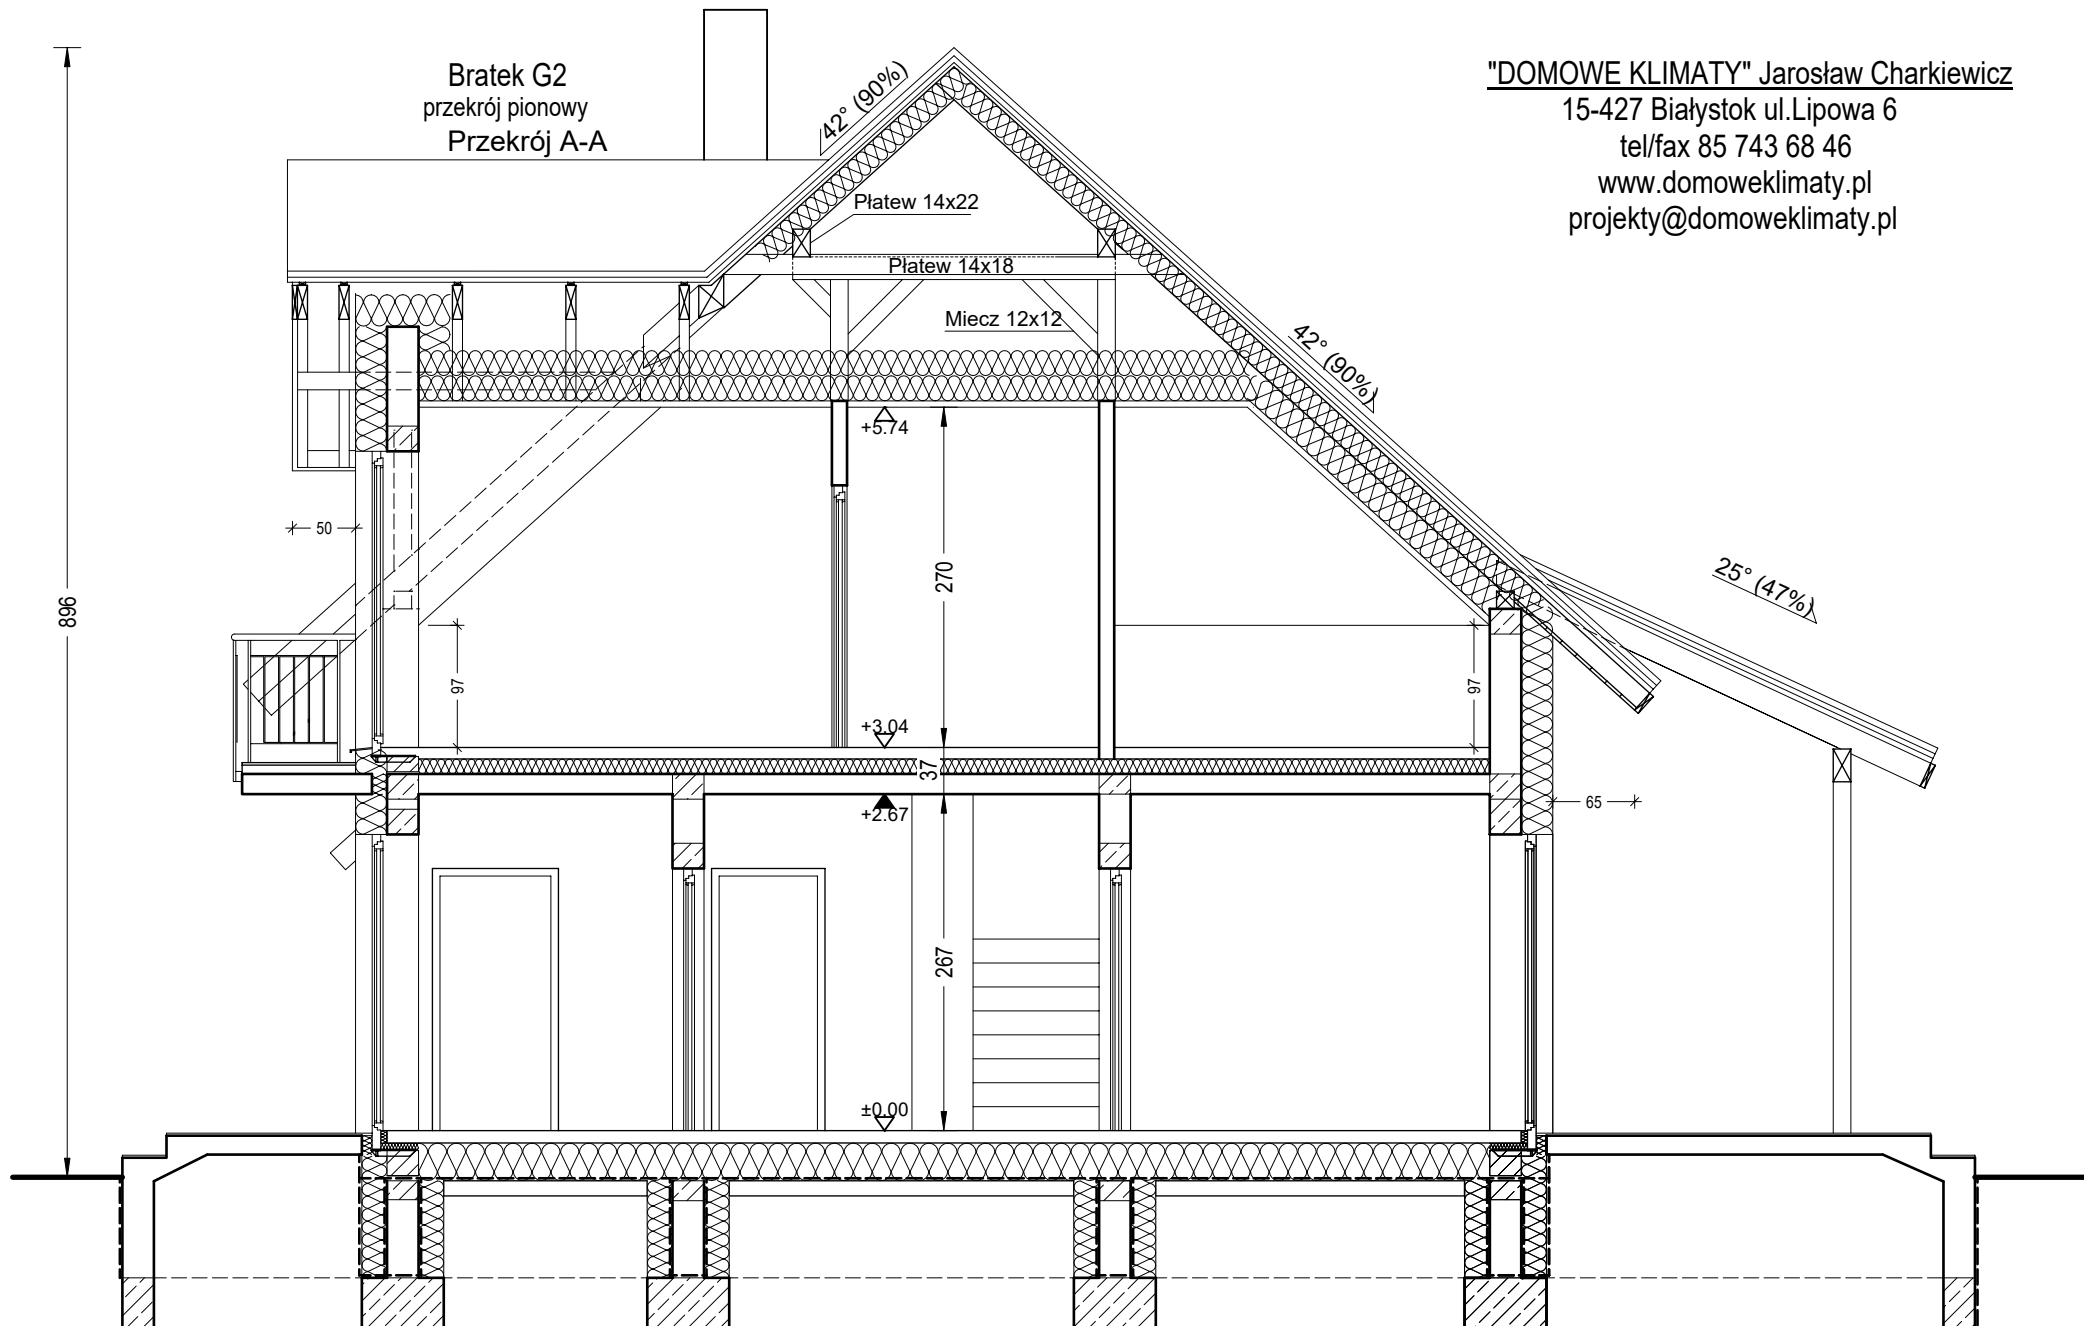 Bratek G2
przekrój pionowy
Przekrój A-A
"DOMOWE KLIMATY" Jarosław Charkiewicz
15-427 Białystok ul.Lipowa 6
tel/fax 85 743 68 46
www.domoweklimaty.pl
projekty@domoweklimaty.pl
42° (90%)
Płatew 14x22
Płatew 14x18
Miecz 12x12
42° (90%)
+5.74
50
270
25° (47%)
896
97
97
+3.04
37
+2.67
65
267
±0.00